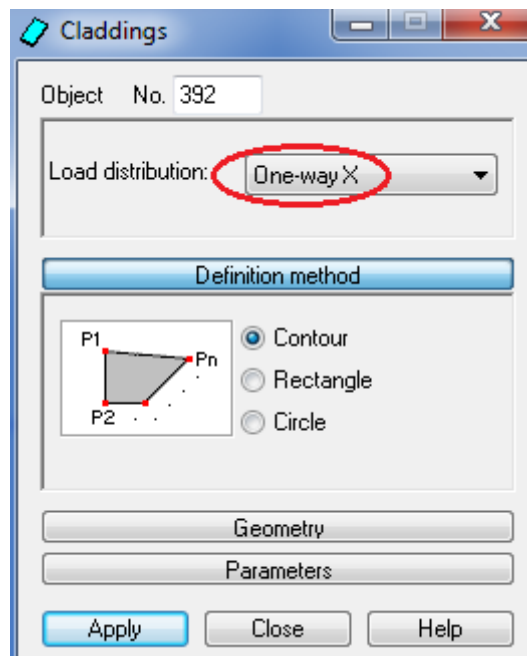 Claddings
Object No. 392
Load distribution: One-way X
Definition method
P1
Pn
P2
Contour
Rectangle
Circle
Geometry
Parameters
Apply Close Help